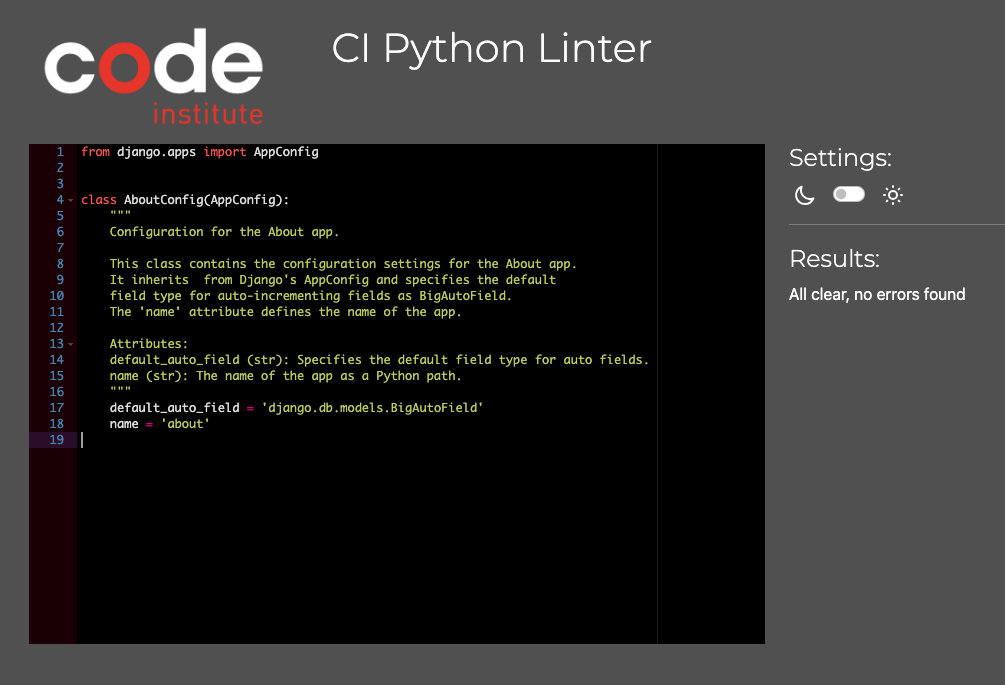 code
institute
CI Python Linter
1 from django.apps import AppConfig
2
3
4 class AboutConfig(AppConfig):
5     """
6     Configuration for the About app.
7
8     This class contains the configuration settings for the About app.
9     It inherits  from Django's AppConfig and specifies the default
10     field type for auto-incrementing fields as BigAutoField.
11     The 'name' attribute defines the name of the app.
12
13     Attributes:
14     default_auto_field (str): Specifies the default field type for auto fields.
15     name (str): The name of the app as a Python path.
16     """
17     default_auto_field = 'django.db.models.BigAutoField'
18     name = 'about'
19
Settings:
Results:
All clear, no errors found